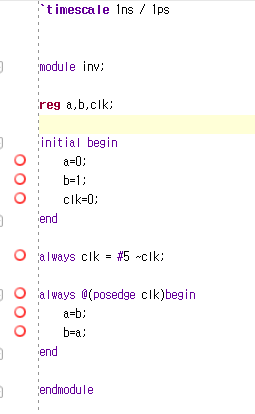 `timescale 1ns / 1ps
module inv;
reg a,b,clk;
initial begin
a=0;
b=1;
clk=0;
end
always clk = #5 ~clk;
always @(posedge clk)begin
a=b;
b=a;
end
endmodule